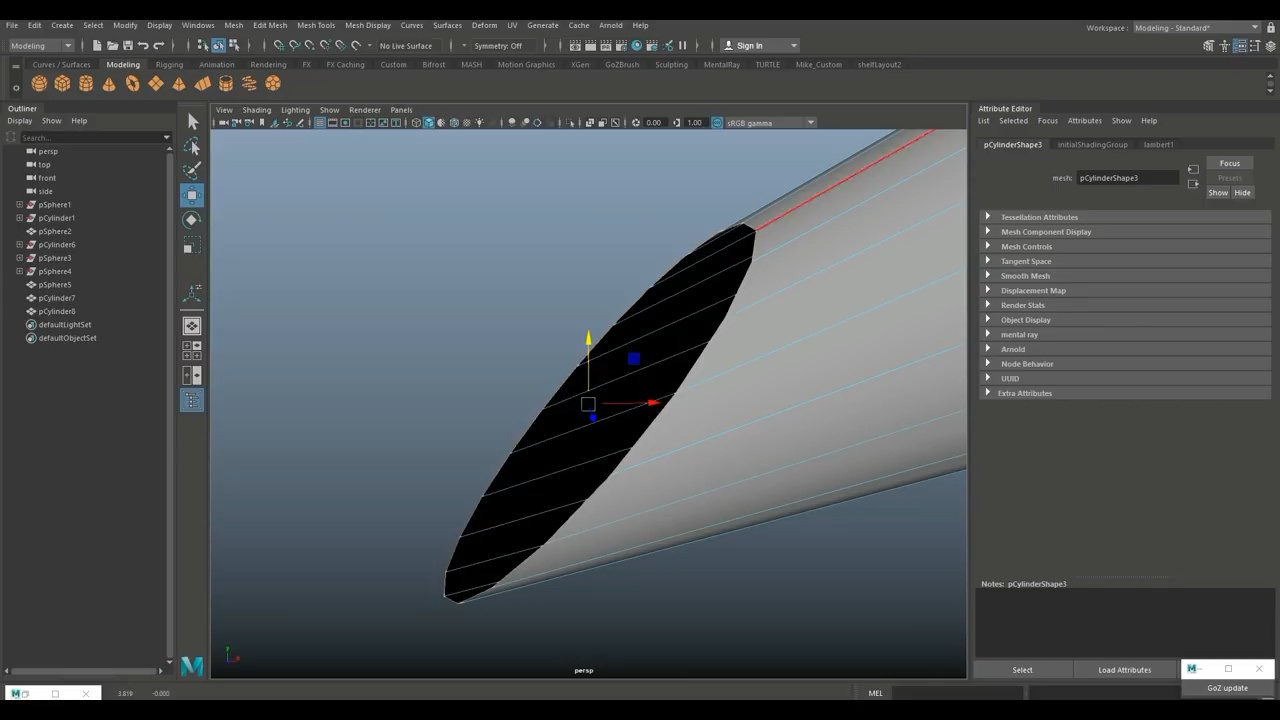 File Edit Create Select Modify Display Windows Mesh Edit Mesh Mesh Tools Mesh Display Curves Surfaces Deform UV Generate Cache Arnold Help
Workspace : Modeling - Standard*
Modeling
No Live Surface
Symmetry: Off
Sign In
Curves / Surfaces Modeling Rigging Animation Rendering FX FX Caching Custom Bifrost MASH Motion Graphics XGen GoZBrush Sculpting MentalRay TURTLE Mike_Custom shelfLayout2
Outliner
Display Show Help
Search...
persp
top
front
side
pSphere1
pCylinder1
pSphere2
pCylinder6
pSphere3
pSphere4
pSphere5
pCylinder7
pCylinder8
defaultLightSet
defaultObjectSet
View Shading Lighting Show Renderer Panels
0.00 1.00 sRGB gamma
persp
Attribute Editor
List Selected Focus Attributes Show Help
pCylinderShape3 initialShadingGroup lambert1
Focus
mesh: pCylinderShape3
Presets
Show Hide
Tessellation Attributes
Mesh Component Display
Mesh Controls
Tangent Space
Smooth Mesh
Displacement Map
Render Stats
Object Display
mental ray
Arnold
Node Behavior
UUID
Extra Attributes
Notes: pCylinderShape3
Select Load Attributes
3.819 -0.000
MEL
GoZ update